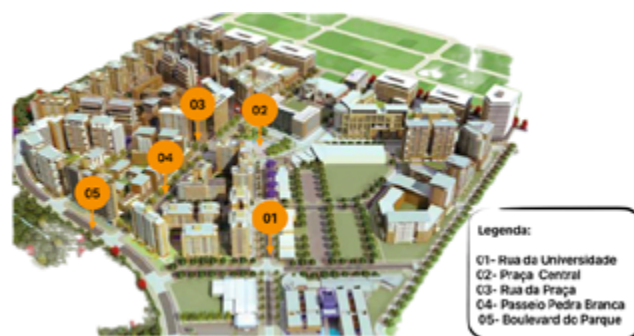 03
02
04
05
01
Legenda:
01- Rua da Universidade
02- Praça Central
03- Rua da Praça
04- Passeio Pedra Branca
05- Boulevard do Parque